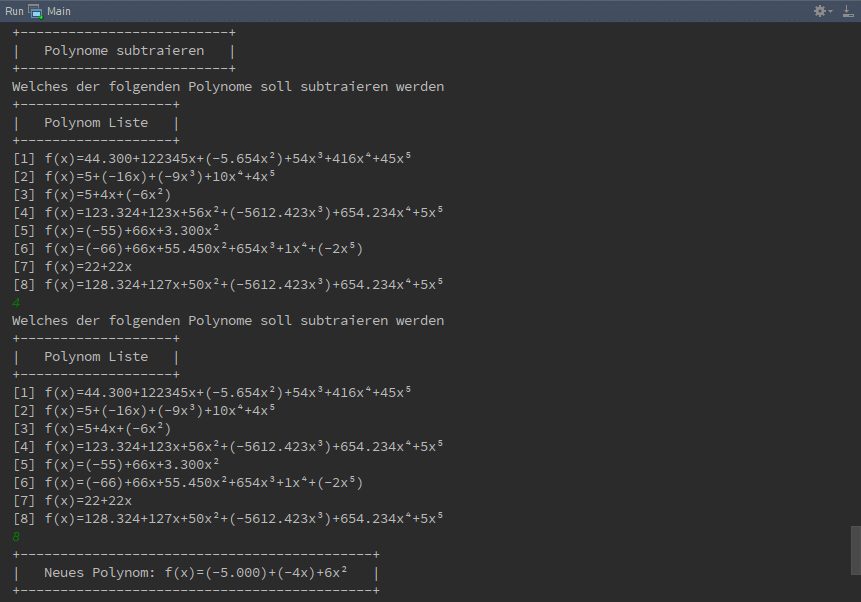 Run Main
+--------------------------+
|   Polynome subtraieren   |
+--------------------------+
Welches der folgenden Polynome soll subtraieren werden
+-------------------+
|   Polynom Liste   |
+-------------------+
[1] f(x)=44.300+122345x+(-5.654x²)+54x³+416x⁴+45x⁵
[2] f(x)=5+(-16x)+(-9x³)+10x⁴+4x⁵
[3] f(x)=5+4x+(-6x²)
[4] f(x)=123.324+123x+56x²+(-5612.423x³)+654.234x⁴+5x⁵
[5] f(x)=(-55)+66x+3.300x²
[6] f(x)=(-66)+66x+55.450x²+654x³+1x⁴+(-2x⁵)
[7] f(x)=22+22x
[8] f(x)=128.324+127x+50x²+(-5612.423x³)+654.234x⁴+5x⁵
4
Welches der folgenden Polynome soll subtraieren werden
+-------------------+
|   Polynom Liste   |
+-------------------+
[1] f(x)=44.300+122345x+(-5.654x²)+54x³+416x⁴+45x⁵
[2] f(x)=5+(-16x)+(-9x³)+10x⁴+4x⁵
[3] f(x)=5+4x+(-6x²)
[4] f(x)=123.324+123x+56x²+(-5612.423x³)+654.234x⁴+5x⁵
[5] f(x)=(-55)+66x+3.300x²
[6] f(x)=(-66)+66x+55.450x²+654x³+1x⁴+(-2x⁵)
[7] f(x)=22+22x
[8] f(x)=128.324+127x+50x²+(-5612.423x³)+654.234x⁴+5x⁵
8
+--------------------------------------------+
|   Neues Polynom: f(x)=(-5.000)+(-4x)+6x²   |
+--------------------------------------------+